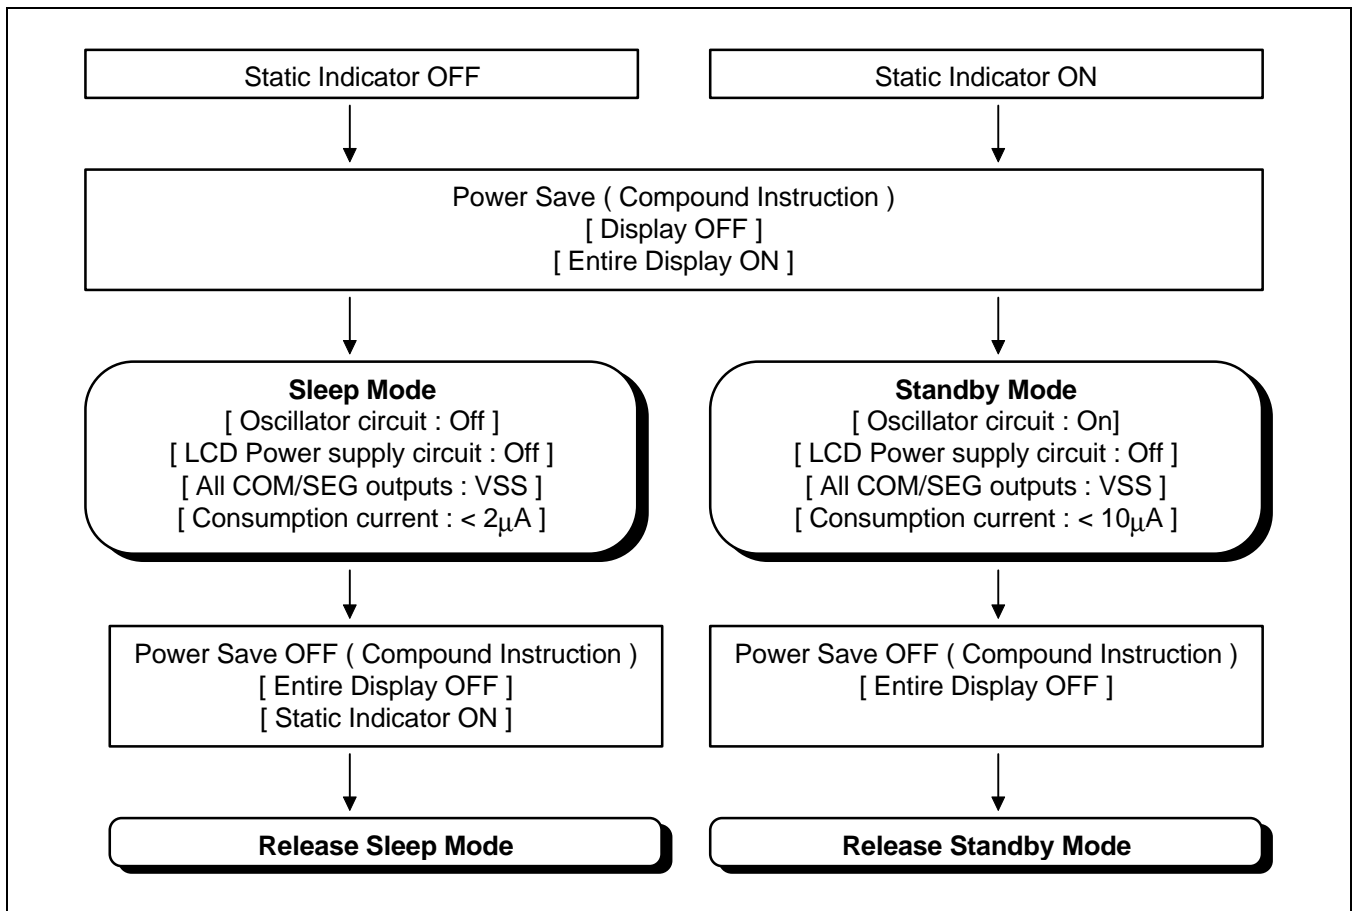 Static Indicator OFF
Static Indicator ON
Power Save ( Compound Instruction )
[ Display OFF ]
[ Entire Display ON ]
Sleep Mode
[ Oscillator circuit : Off ]
[ LCD Power supply circuit : Off ]
[ All COM/SEG outputs : VSS ]
[ Consumption current : < 2μA ]
Standby Mode
[ Oscillator circuit : On]
[ LCD Power supply circuit : Off ]
[ All COM/SEG outputs : VSS ]
[ Consumption current : < 10μA ]
Power Save OFF ( Compound Instruction )
[ Entire Display OFF ]
[ Static Indicator ON ]
Power Save OFF ( Compound Instruction )
[ Entire Display OFF ]
Release Sleep Mode
Release Standby Mode